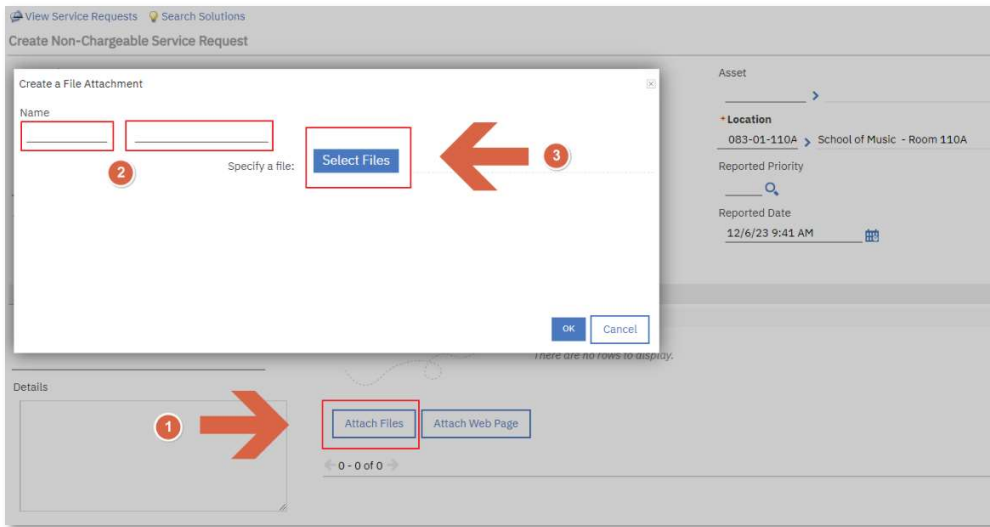 View Service Requests Search Solutions
Create Non-Chargeable Service Request
Create a File Attachment
Name
2
Specify a file: Select Files
3
OK Cancel
Asset
*Location
083-01-110A School of Music - Room 110A
Reported Priority
Reported Date
12/6/23 9:41 AM
There are no rows to display.
Details
1
Attach Files Attach Web Page
0 - 0 of 0